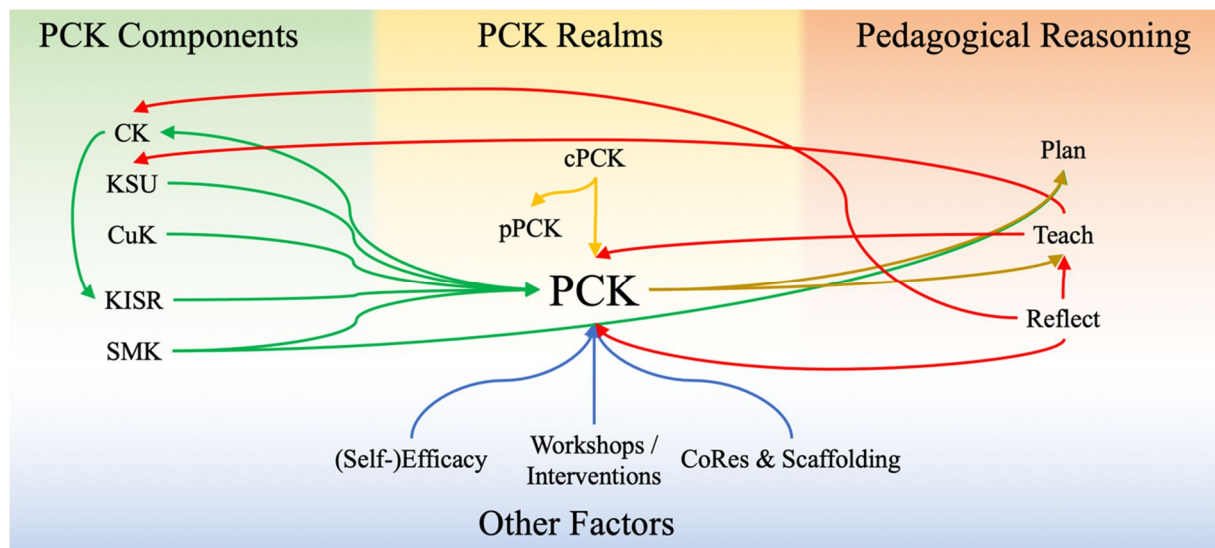 PCK Components
PCK Realms
Pedagogical Reasoning
CK
KSU
CuK
KISR
SMK
cPCK
pPCK
PCK
Plan
Teach
Reflect
(Self-)Efficacy
Workshops /
Interventions
CoRes & Scaffolding
Other Factors